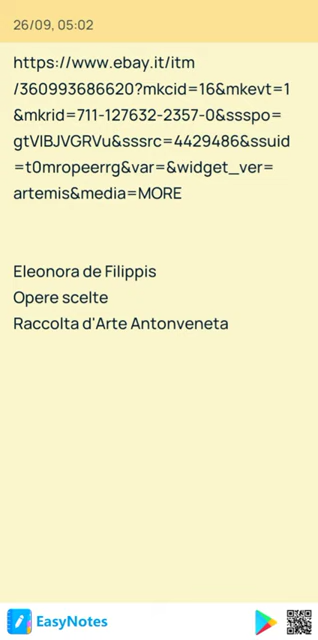 26/09, 05:02
https://www.ebay.it/itm
/360993686620?mkcid=16&mkevt=1
&mkrid=711-127632-2357-0&ssspo=
gtVIBJVGRVu&sssrc=4429486&ssuid
=t0mropeerrg&var=&widget_ver=
artemis&media=MORE
Eleonora de Filippis
Opere scelte
Raccolta d'Arte Antonveneta
EasyNotes